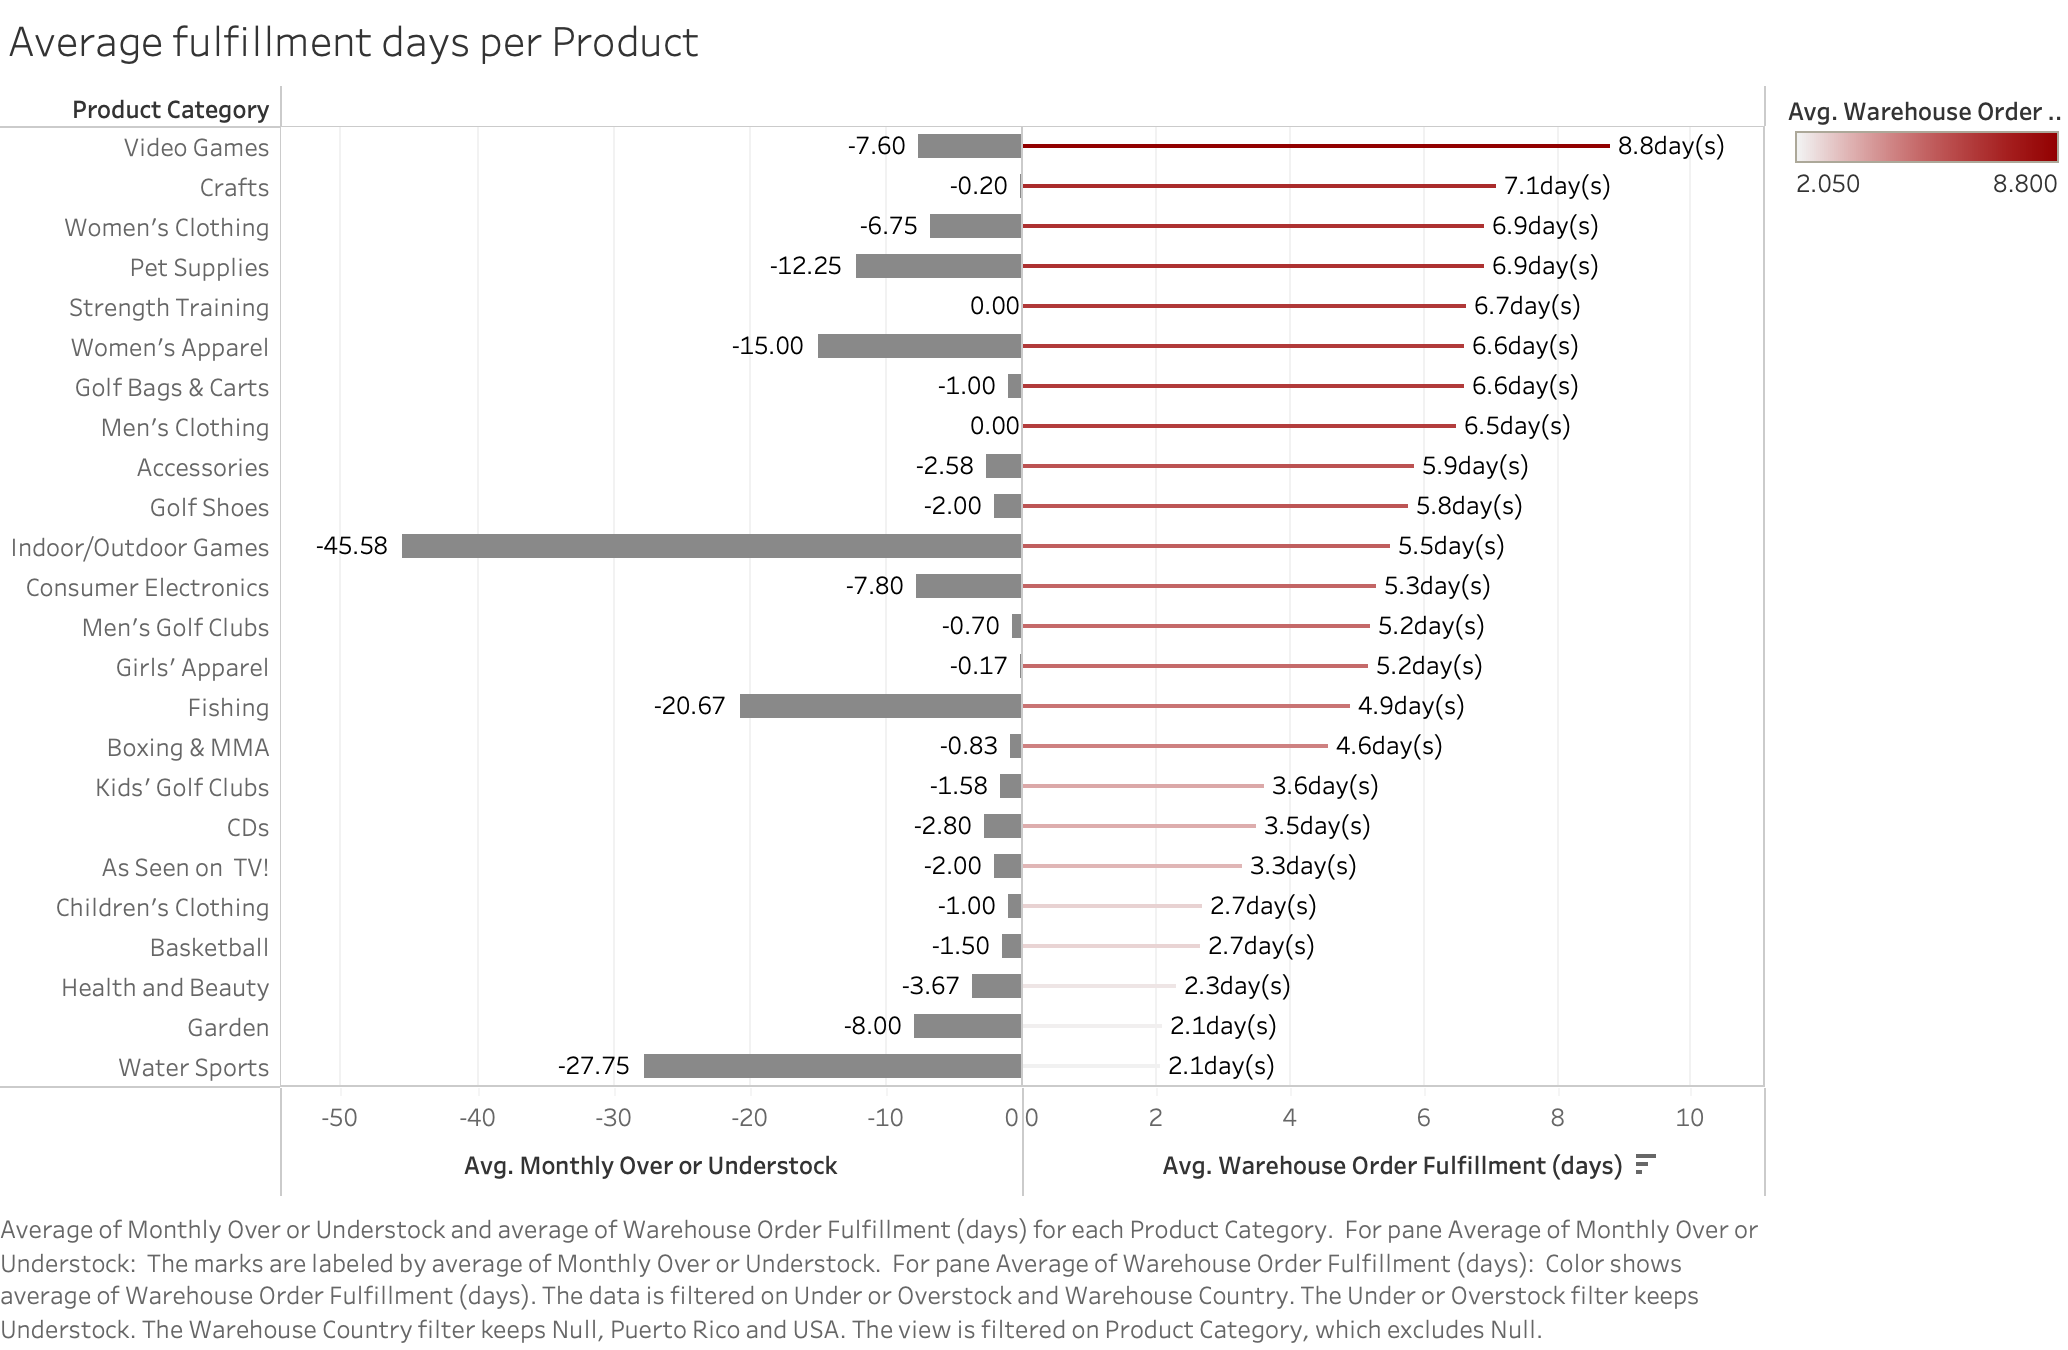 Average fulfillment days per Product
Product Category
Avg. Warehouse Order ..
2.050 8.800
Video Games -7.60 8.8day(s)
Crafts -0.20 7.1day(s)
Women's Clothing -6.75 6.9day(s)
Pet Supplies -12.25 6.9day(s)
Strength Training 0.00 6.7day(s)
Women's Apparel -15.00 6.6day(s)
Golf Bags & Carts -1.00 6.6day(s)
Men's Clothing 0.00 6.5day(s)
Accessories -2.58 5.9day(s)
Golf Shoes -2.00 5.8day(s)
Indoor/Outdoor Games -45.58 5.5day(s)
Consumer Electronics -7.80 5.3day(s)
Men's Golf Clubs -0.70 5.2day(s)
Girls' Apparel -0.17 5.2day(s)
Fishing -20.67 4.9day(s)
Boxing & MMA -0.83 4.6day(s)
Kids' Golf Clubs -1.58 3.6day(s)
CDs -2.80 3.5day(s)
As Seen on  TV! -2.00 3.3day(s)
Children's Clothing -1.00 2.7day(s)
Basketball -1.50 2.7day(s)
Health and Beauty -3.67 2.3day(s)
Garden -8.00 2.1day(s)
Water Sports -27.75 2.1day(s)
-50 -40 -30 -20 -10 0 0 2 4 6 8 10
Avg. Monthly Over or Understock Avg. Warehouse Order Fulfillment (days)
Average of Monthly Over or Understock and average of Warehouse Order Fulfillment (days) for each Product Category.  For pane Average of Monthly Over or
Understock:  The marks are labeled by average of Monthly Over or Understock.  For pane Average of Warehouse Order Fulfillment (days):  Color shows
average of Warehouse Order Fulfillment (days). The data is filtered on Under or Overstock and Warehouse Country. The Under or Overstock filter keeps
Understock. The Warehouse Country filter keeps Null, Puerto Rico and USA. The view is filtered on Product Category, which excludes Null.